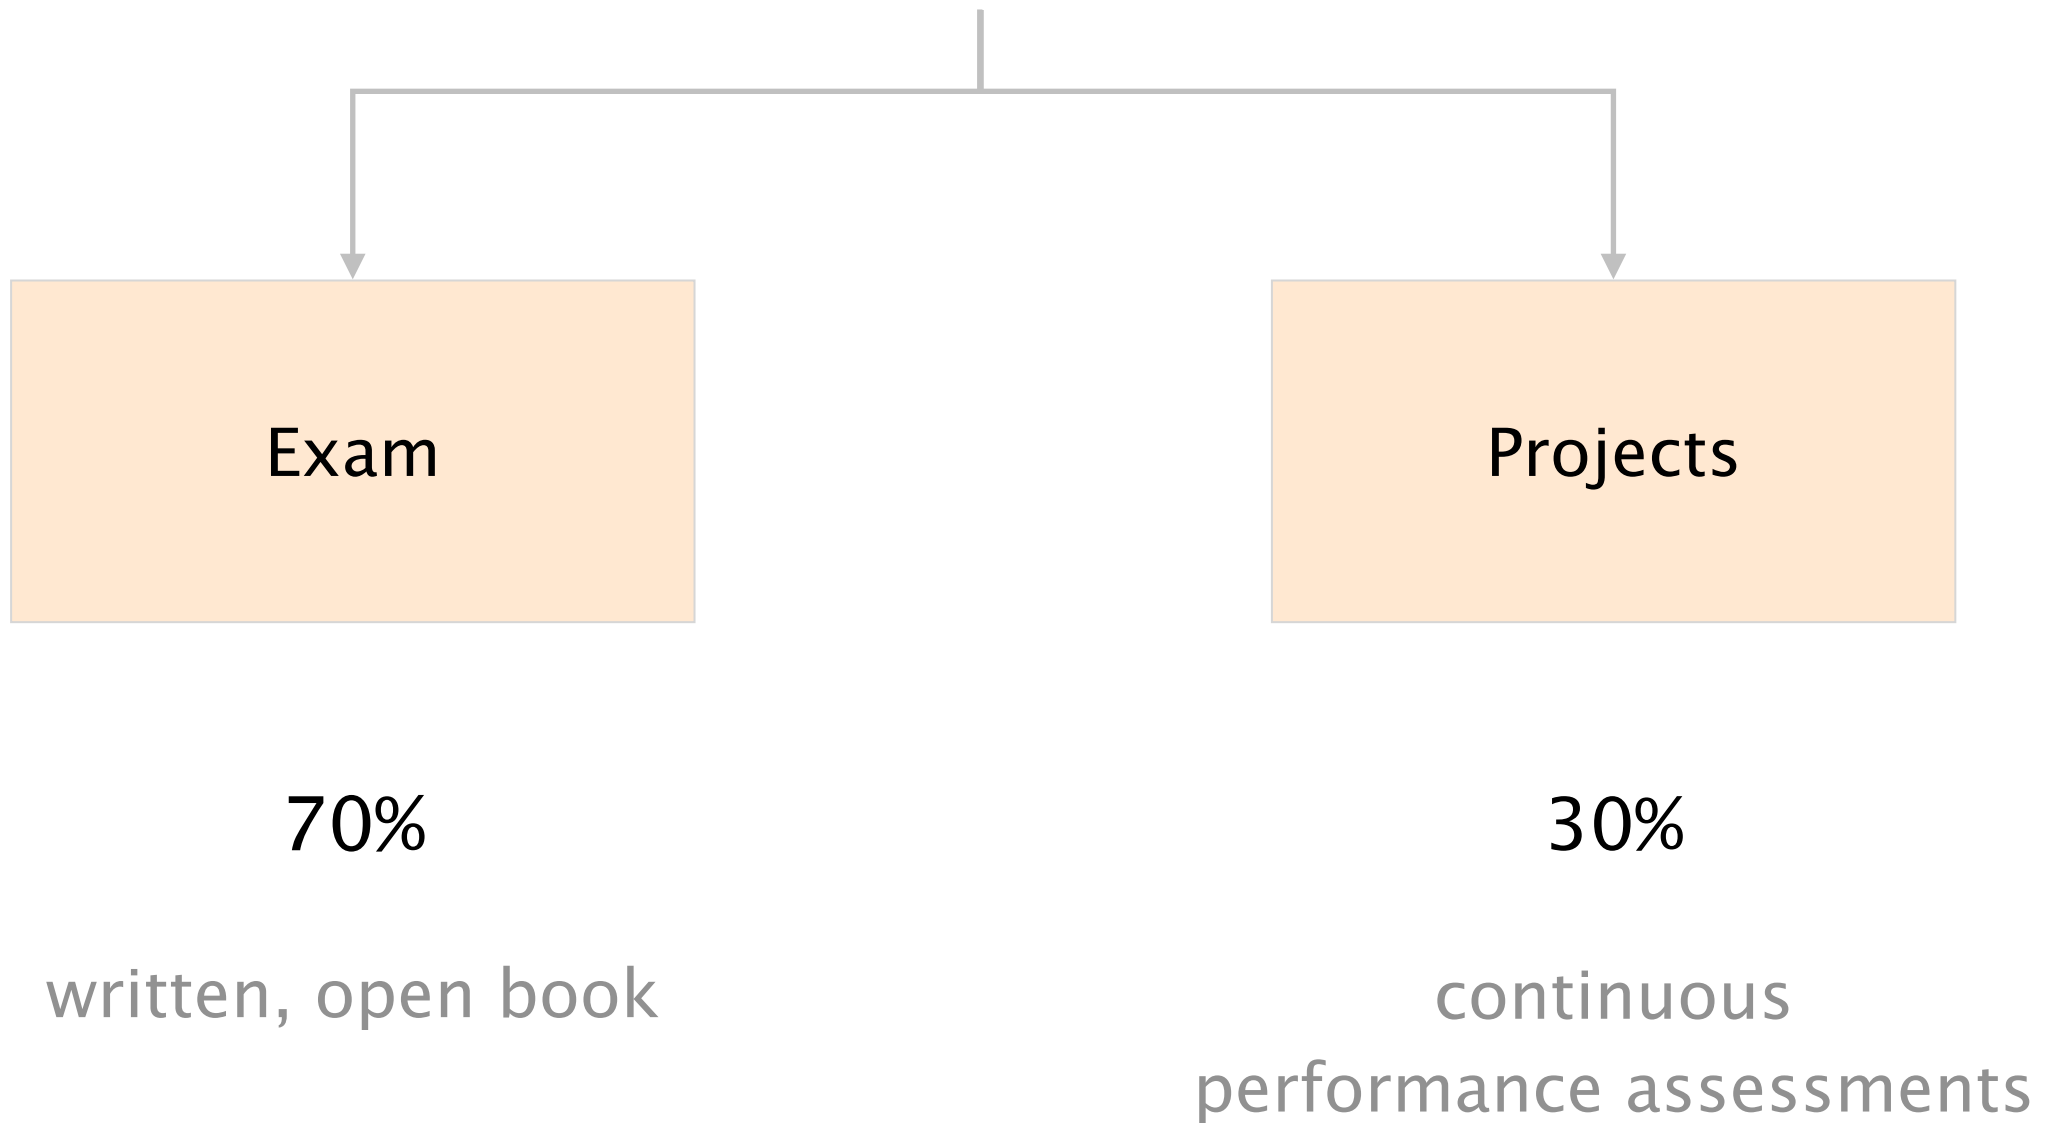 Exam
Projects
70%
30%
written, open book
continuous
performance assessments